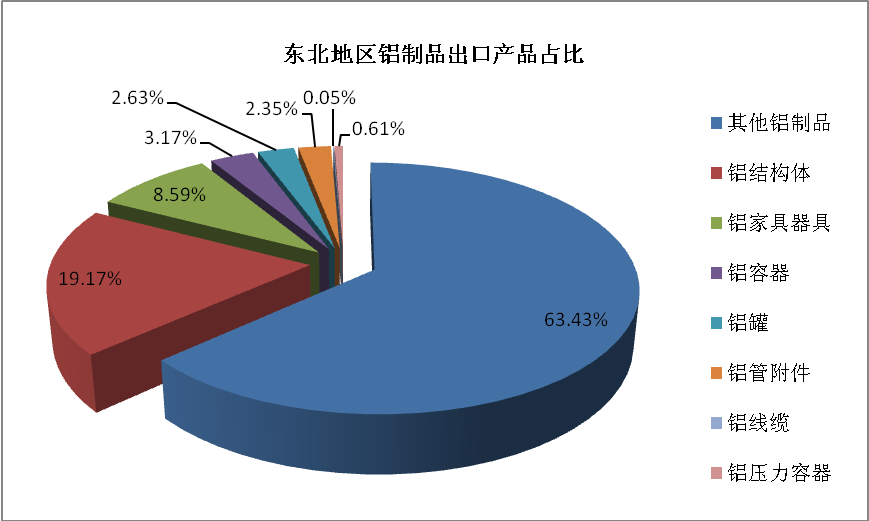 东北地区铝制品出口产品占比
2.63%
0.05%
2.35%
0.61%
3.17%
8.59%
19.17%
63.43%
其他铝制品
铝结构体
铝家具器具
铝容器
铝罐
铝管附件
铝线缆
铝压力容器